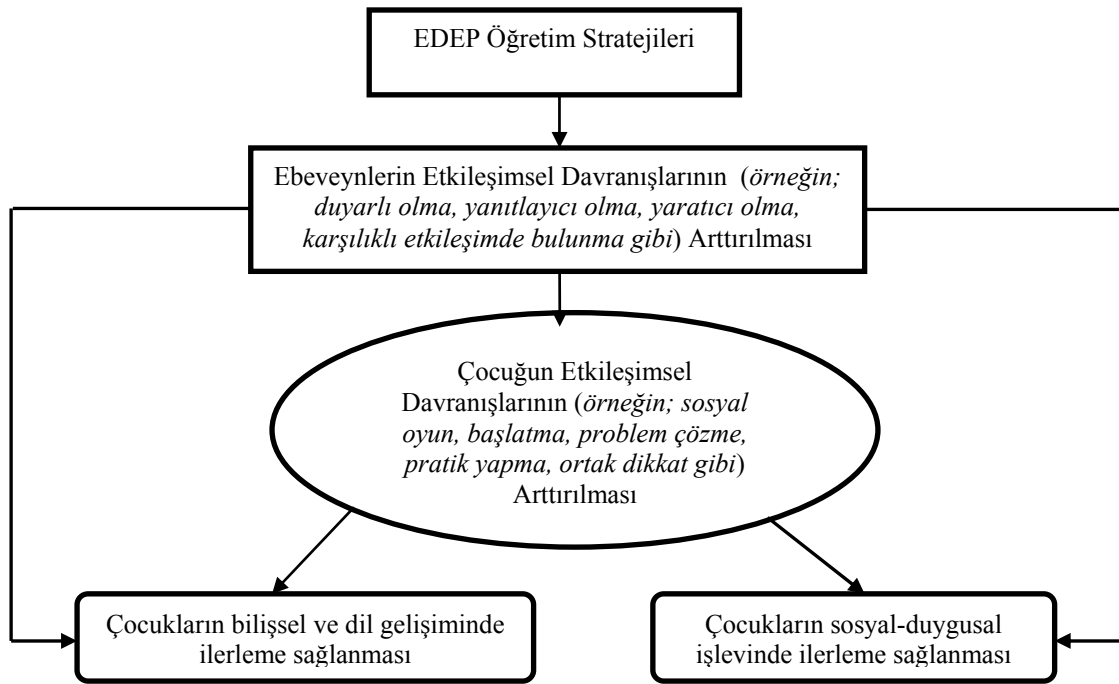 EDEP Öğretim Stratejileri
Ebeveynlerin Etkileşimsel Davranışlarının (örneğin;
duyarlı olma, yanıtlayıcı olma, yaratıcı olma,
karşılıklı etkileşimde bulunma gibi) Arttırılması
Çocuğun Etkileşimsel
Davranışlarının (örneğin; sosyal
oyun, başlatma, problem çözme,
pratik yapma, ortak dikkat gibi)
Arttırılması
Çocukların bilişsel ve dil gelişiminde
ilerleme sağlanması
Çocukların sosyal-duygusal
işlevinde ilerleme sağlanması